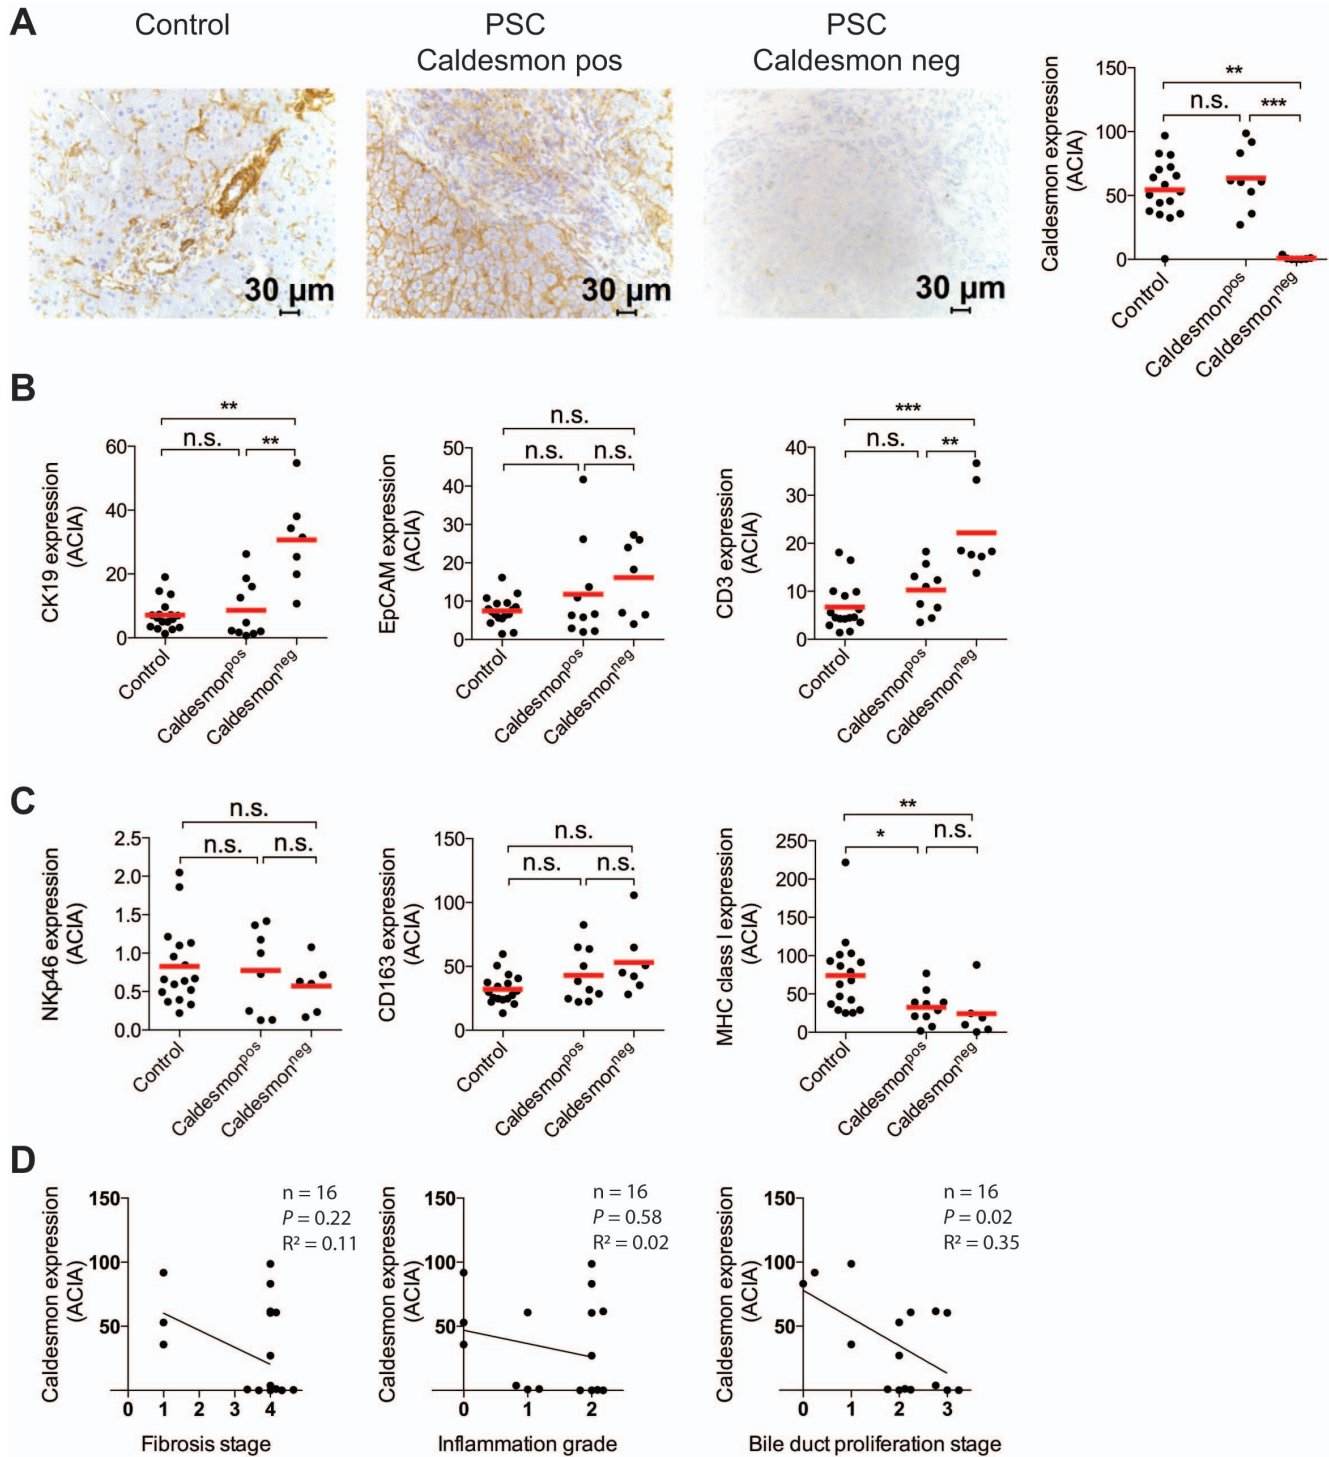 A
Control
PSC
Caldesmon pos
PSC
Caldesmon neg
30 µm
30 µm
30 µm
Caldesmon expression
(ACIA)
150
100
50
0
**
n.s.
***
Control
Caldesmonpos
Caldesmonneg
B
CK19 expression
(ACIA)
60
40
20
0
**
n.s.
**
Control
Caldesmonpos
Caldesmonneg
EpCAM expression
(ACIA)
50
40
30
20
10
0
n.s.
n.s.
n.s.
Control
Caldesmonpos
Caldesmonneg
CD3 expression
(ACIA)
40
30
20
10
0
***
n.s.
**
Control
Caldesmonpos
Caldesmonneg
C
NKp46 expression
(ACIA)
2.5
2.0
1.5
1.0
0.5
0.0
n.s.
n.s.
n.s.
Control
Caldesmonpos
Caldesmonneg
CD163 expression
(ACIA)
150
100
50
0
n.s.
n.s.
n.s.
Control
Caldesmonpos
Caldesmonneg
MHC class I expression
(ACIA)
250
200
150
100
50
0
**
*
n.s.
Control
Caldesmonpos
Caldesmonneg
D
Caldesmon expression
(ACIA)
150
100
50
n = 16
P = 0.22
R² = 0.11
0 1 2 3 4
Fibrosis stage
Caldesmon expression
(ACIA)
150
100
50
n = 16
P = 0.58
R² = 0.02
0 1 2
Inflammation grade
Caldesmon expression
(ACIA)
150
100
50
n = 16
P = 0.02
R² = 0.35
0 1 2 3
Bile duct proliferation stage